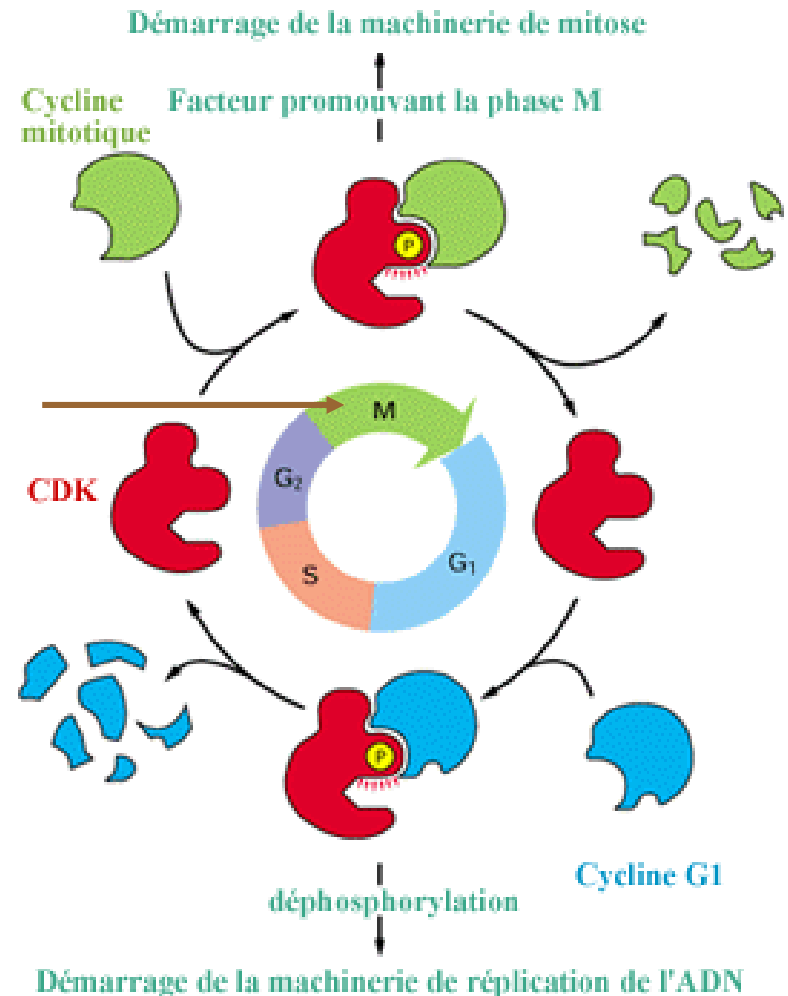 Démarrage de la machinerie de mitose
Cycline
mitotique
Facteur promouvant la phase M
P
M
G₂
CDK
S
G₁
P
Cycline G1
déphosphorylation
Démarrage de la machinerie de réplication de l'ADN